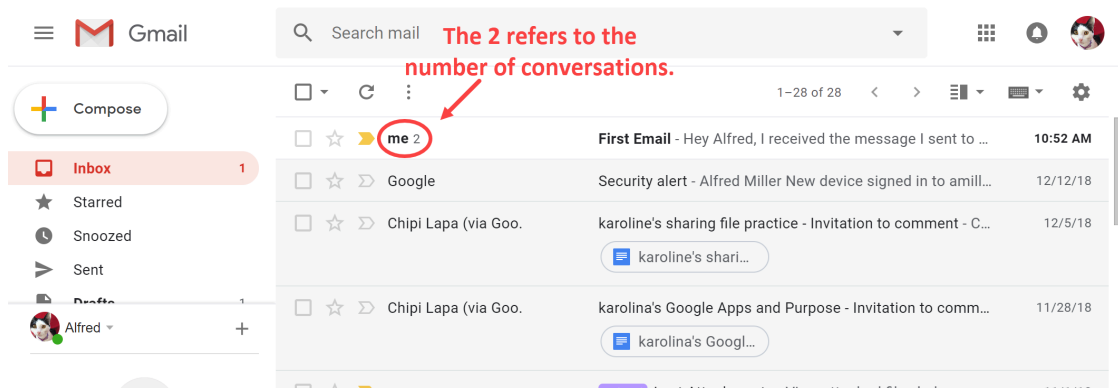 Gmail
Search mail
The 2 refers to the
number of conversations.
Compose
1–28 of 28
Inbox 1
Starred
Snoozed
Sent
Drafts 1
Alfred
me 2 First Email - Hey Alfred, I received the message I sent to ... 10:52 AM
Google Security alert - Alfred Miller New device signed in to amill... 12/12/18
Chipi Lapa (via Goo. karoline's sharing file practice - Invitation to comment - C... 12/5/18
karoline's shari...
Chipi Lapa (via Goo. karolina's Google Apps and Purpose - Invitation to comm... 11/28/18
karolina's Googl...